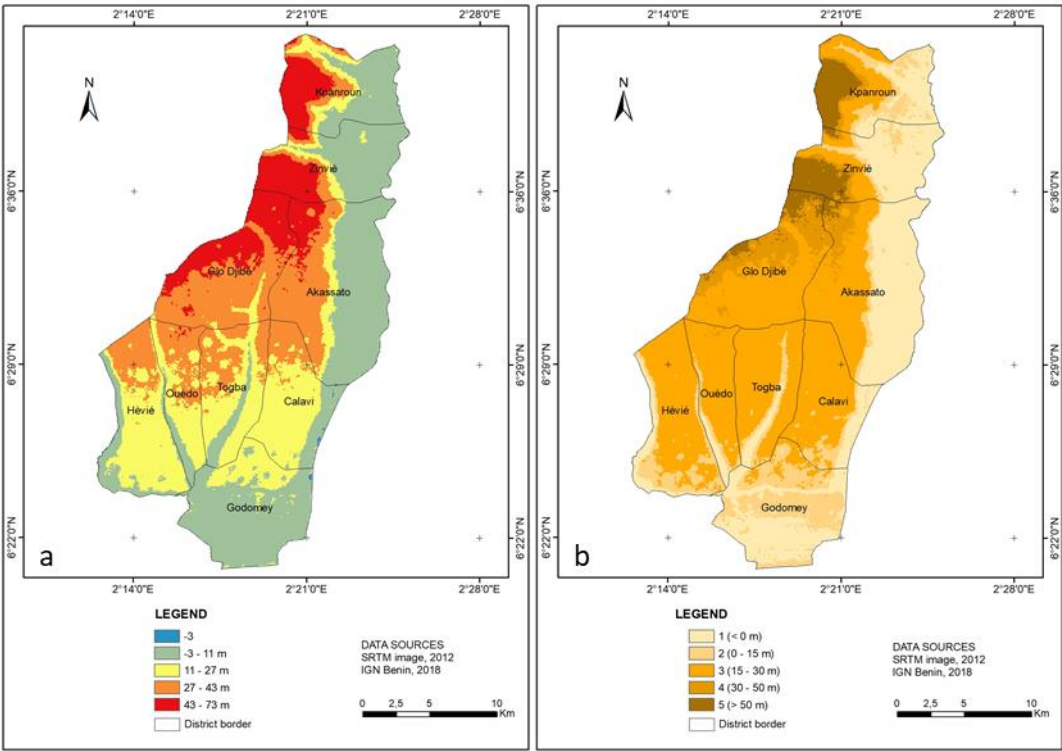 2°14'0"E 2°21'0"E 2°28'0"E
N
Kpanroun
Zinvié
6°36'0"N 6°36'0"N
Glo Djibé
Akassato
6°29'0"N 6°29'0"N
Ouèdo Togba
Hêvié Calavi
Godomey
6°22'0"N 6°22'0"N
a
2°14'0"E 2°21'0"E 2°28'0"E
LEGEND
-3
-3 - 11 m
11 - 27 m
27 - 43 m
43 - 73 m
District border
DATA SOURCES
SRTM image, 2012
IGN Benin, 2018
0 2,5 5 10
Km
2°14'0"E 2°21'0"E 2°28'0"E
N
Kpanroun
Zinvié
6°36'0"N 6°36'0"N
Glo Djibé
Akassato
6°29'0"N 6°29'0"N
Ouèdo Togba
Hêvié Calavi
Godomey
6°22'0"N 6°22'0"N
b
2°14'0"E 2°21'0"E 2°28'0"E
LEGEND
1 (< 0 m)
2 (0 - 15 m)
3 (15 - 30 m)
4 (30 - 50 m)
5 (> 50 m)
District border
DATA SOURCES
SRTM image, 2012
IGN Benin, 2018
0 2,5 5 10
Km